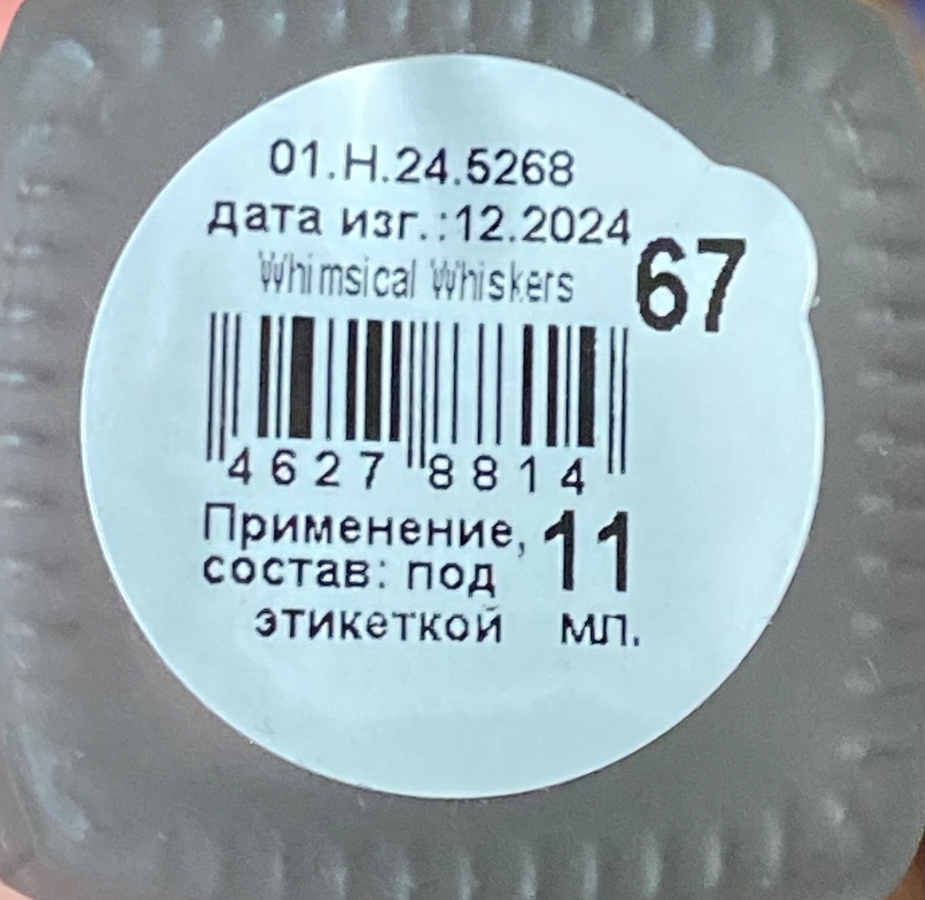 01.Н.24.5268
дата изг.:12.2024
Whimsical Whiskers
67
4627 8814
Применение,
состав: под
этикеткой
11
мл.